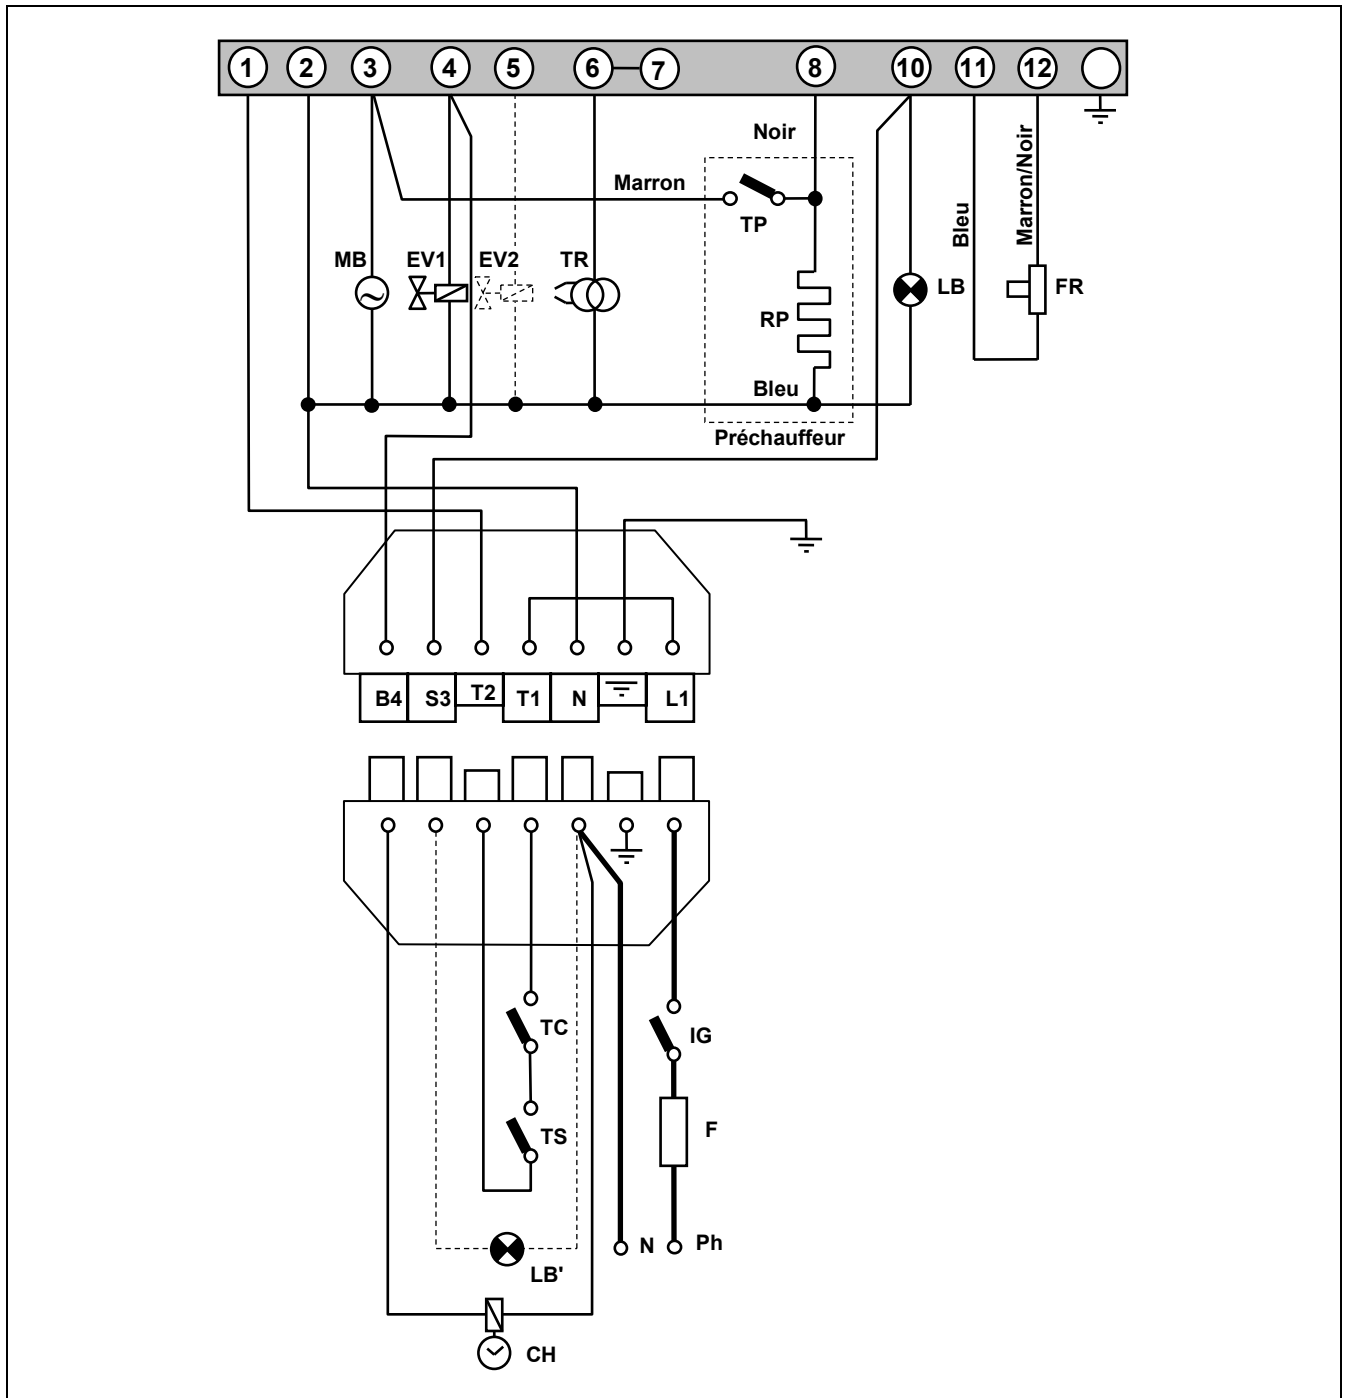 1 2 3 4 5 6 7 8 10 11 12
Noir
Marron
TP
Bleu
Marron/Noir
MB EV1 EV2 TR
LB
FR
RP
Bleu
Préchauffeur
B4 S3 T2 T1 N L1
TC
IG
TS
F
N
Ph
LB'
CH